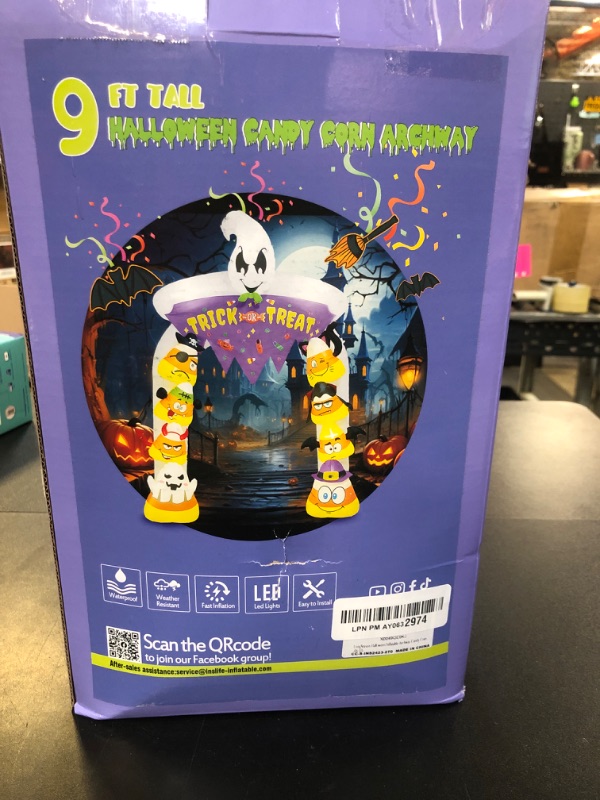 9 FT TALL
HALLOWEEN CANDY CORN ARCHWAY
TRICK OR TREAT
Waterproof
Weather
Resistant
Fast Inflation
LED
Led Lights
Easy to Install
LPN PM AY0632974
Scan the QRcode
to join our Facebook group!
MADE IN CHINA
After-sales assistance:service@joslife-inflatable.com